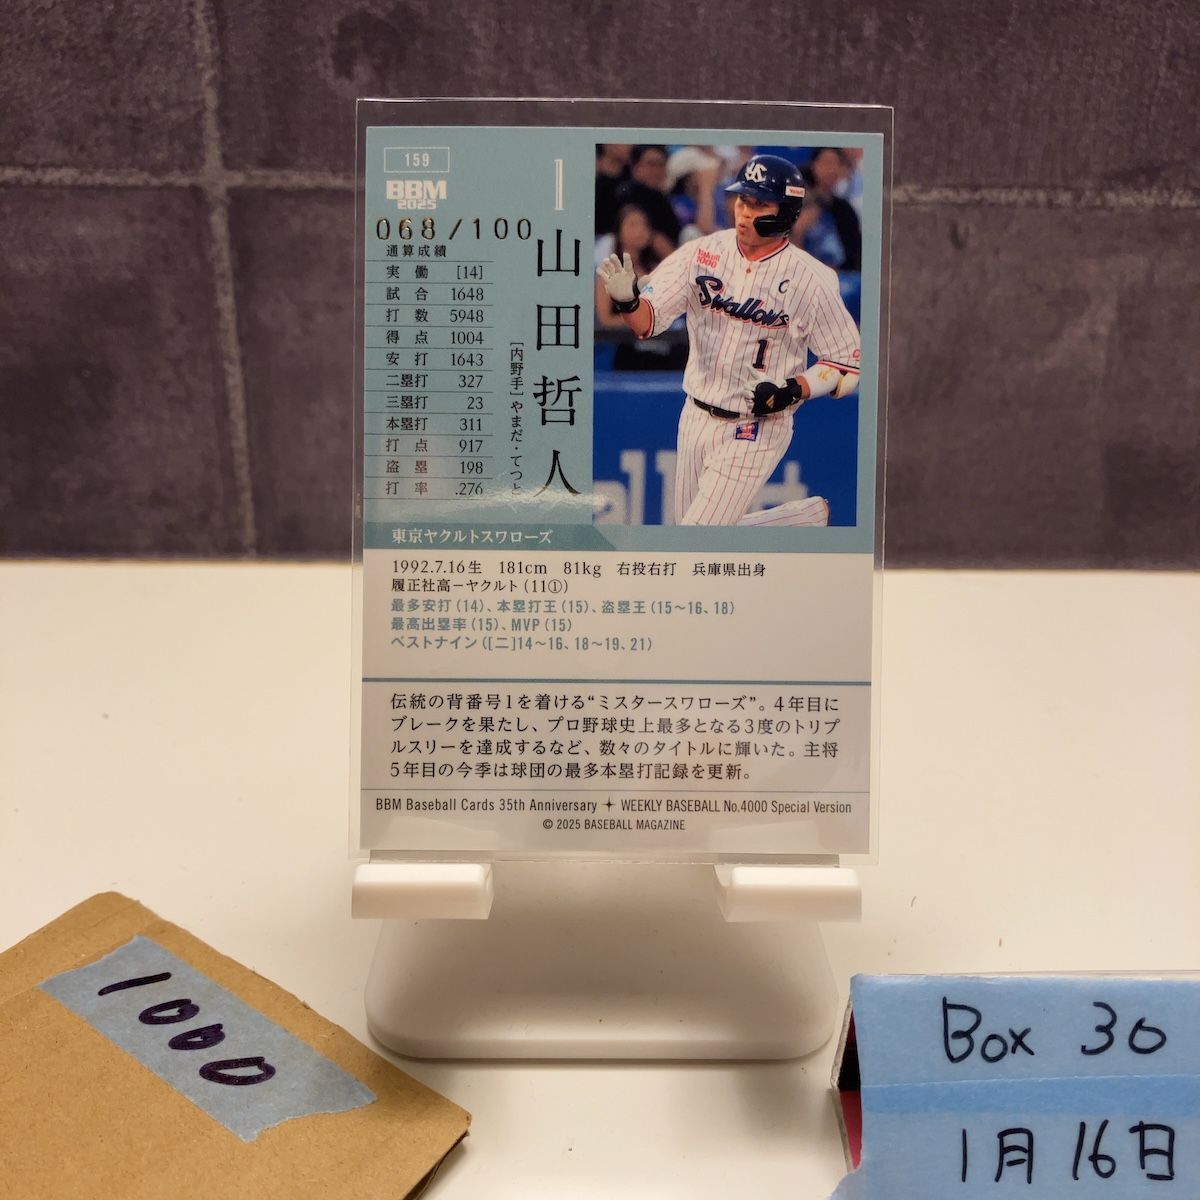 159
BBM
2025
068/100
通算成績
実働 [14]
試合 1648
打数 5948
得点 1004
安打 1643
二塁打 327
三塁打 23
本塁打 311
打点 917
盗塁 198
打率 .276
1
山田哲人
[内野手]やまだ・てつと
Yakult
1000
C
Swallows
1
東京ヤクルトスワローズ
1992.7.16生 181cm 81kg 右投右打 兵庫県出身
履正社高－ヤクルト(11①)
最多安打(14)、本塁打王(15)、盗塁王(15〜16、18)
最高出塁率(15)、MVP(15)
ベストナイン([二]14〜16、18〜19、21)
伝統の背番号1を着ける“ミスタースワローズ”。4年目に
ブレークを果たし、プロ野球史上最多となる3度のトリプ
ルスリーを達成するなど、数々のタイトルに輝いた。主将
5年目の今季は球団の最多本塁打記録を更新。
BBM Baseball Cards 35th Anniversary ✦ WEEKLY BASEBALL No.4000 Special Version
© 2025 BASEBALL MAGAZINE
1000
Box 30
1月16日